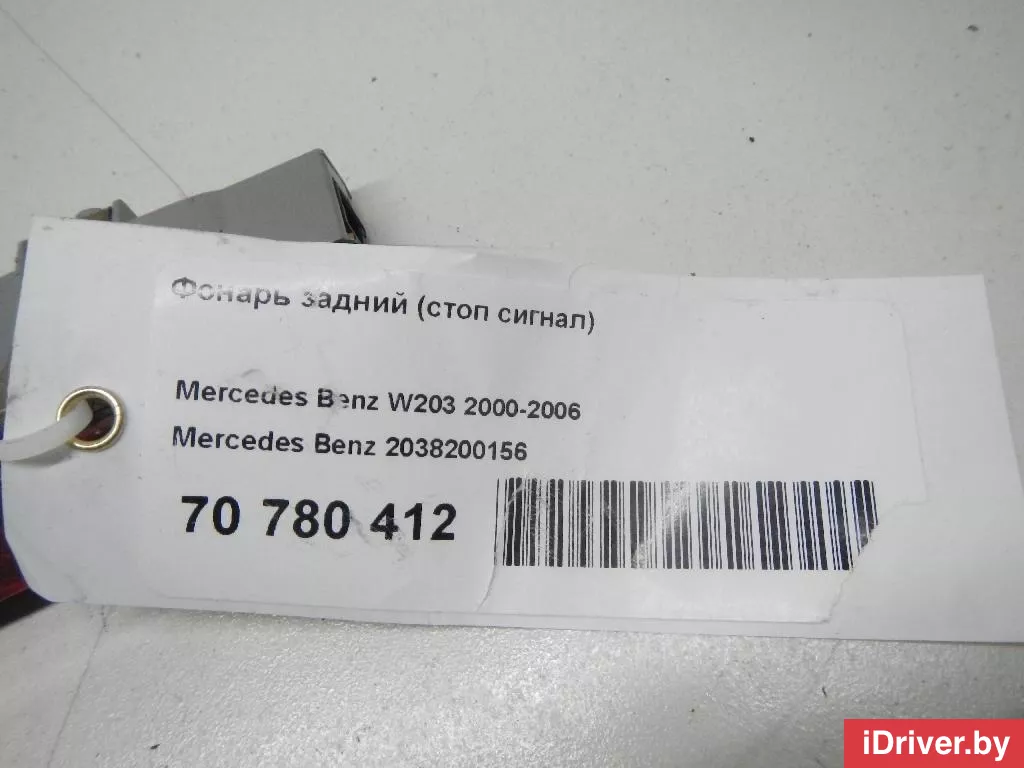 Фонарь задний (стоп сигнал)
Mercedes Benz W203 2000-2006
Mercedes Benz 2038200156
70 780 412
iDriver.by